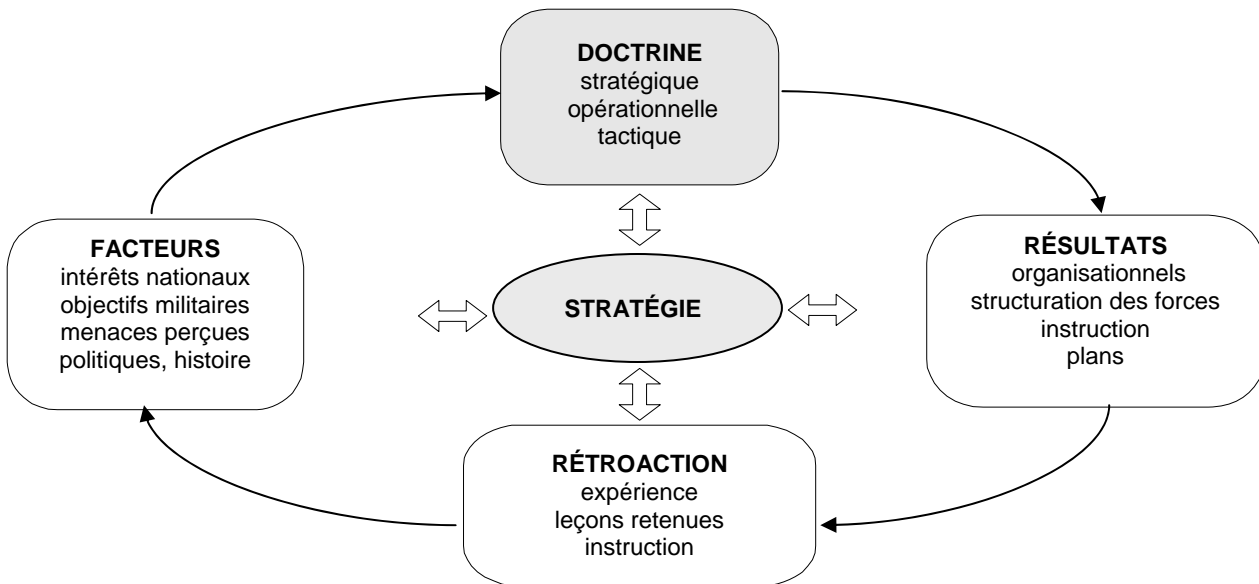 DOCTRINE
stratégique
opérationnelle
tactique
FACTEURS
intérêts nationaux
objectifs militaires
menaces perçues
politiques, histoire
STRATÉGIE
RÉSULTATS
organisationnels
structuration des forces
instruction
plans
RÉTROACTION
expérience
leçons retenues
instruction